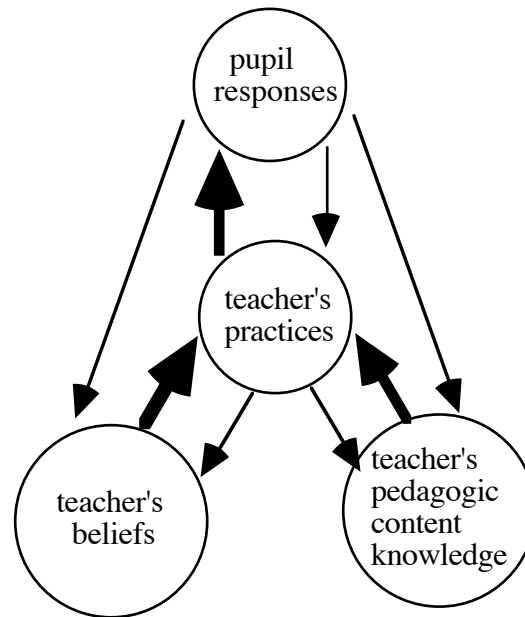 pupil
responses
teacher's
practices
teacher's
beliefs
teacher's
pedagogic
content
knowledge